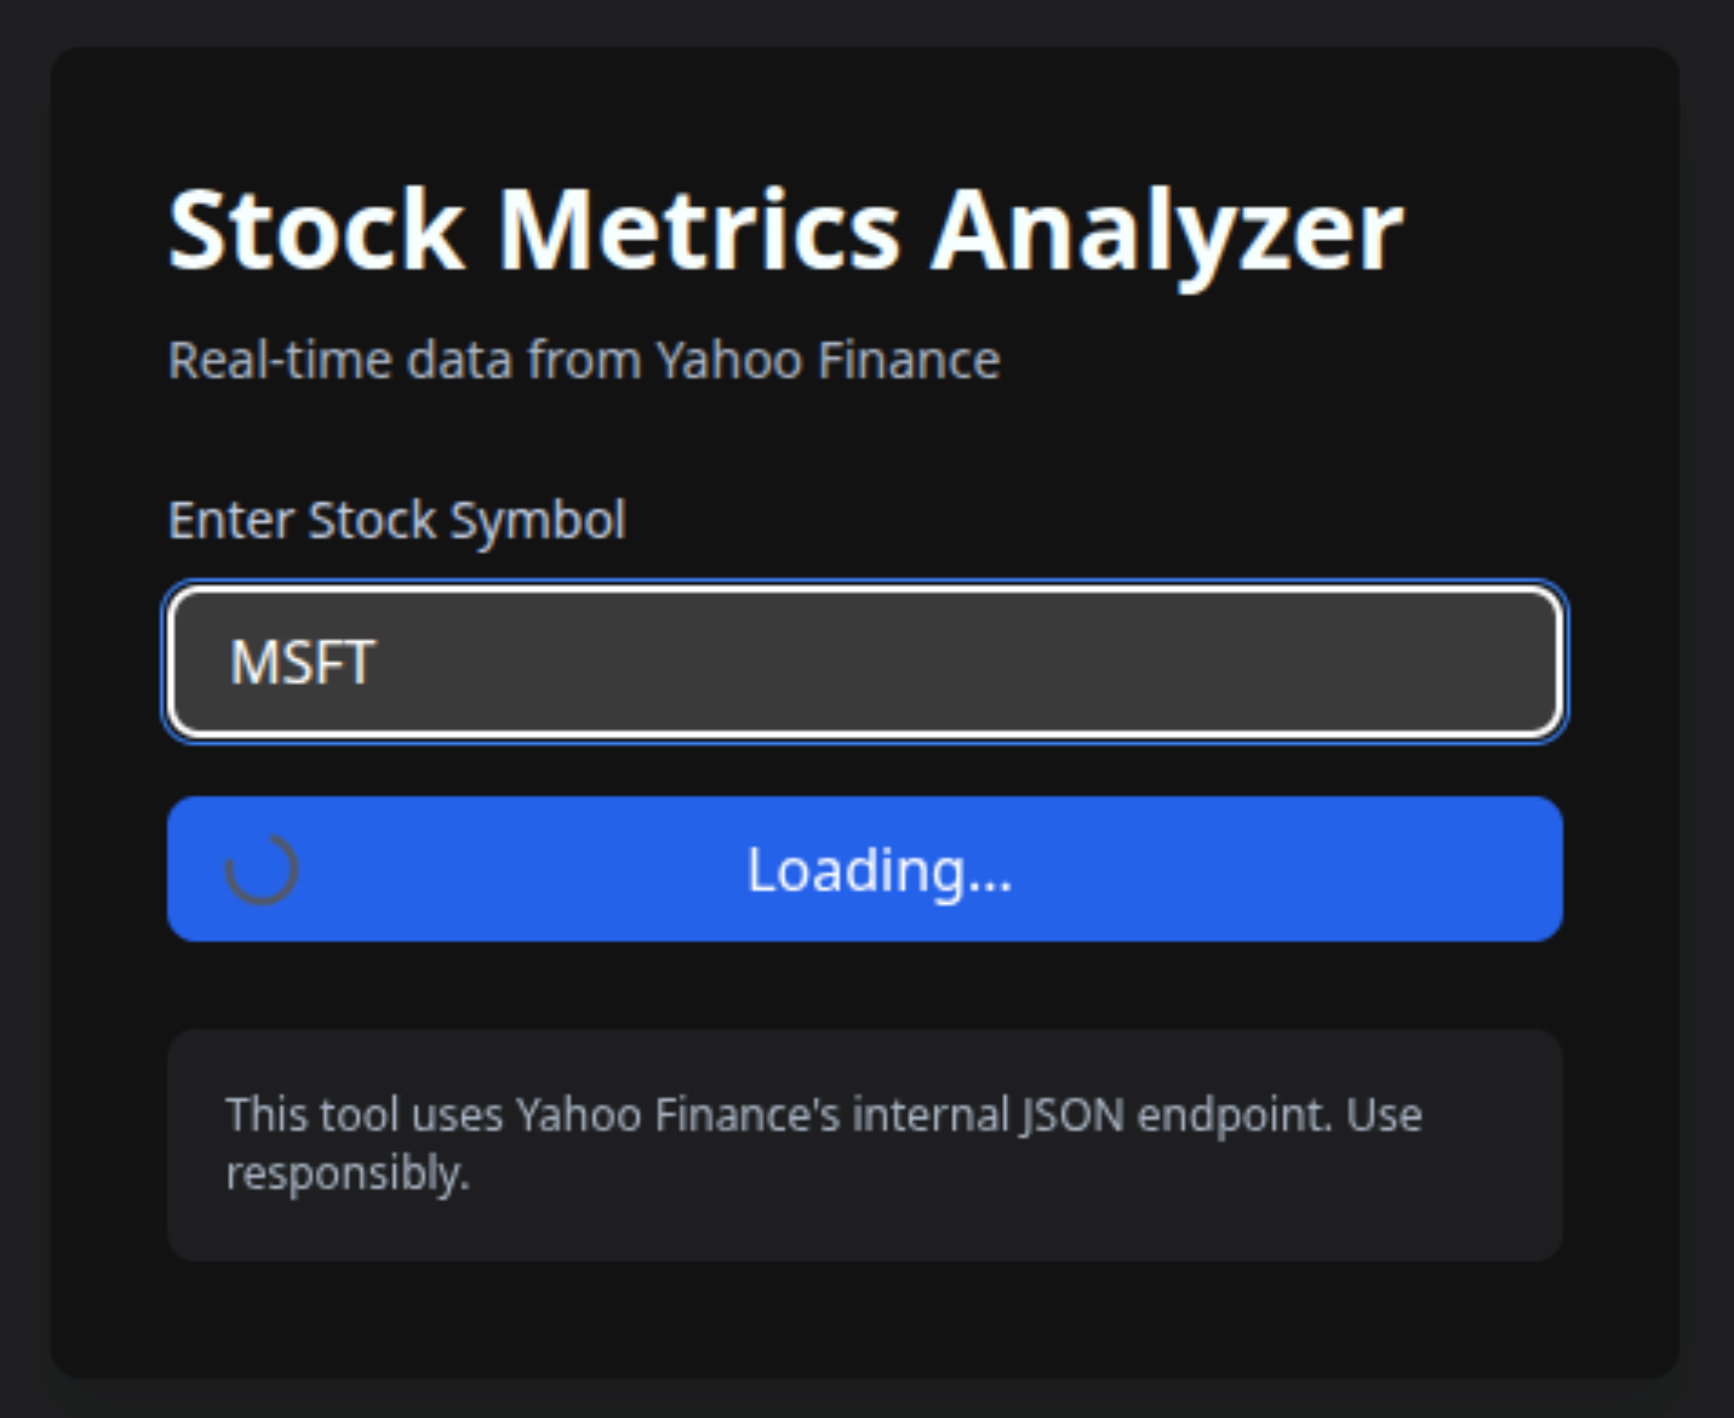 Stock Metrics Analyzer
Real-time data from Yahoo Finance
Enter Stock Symbol
MSFT
Loading...
This tool uses Yahoo Finance's internal JSON endpoint. Use
responsibly.